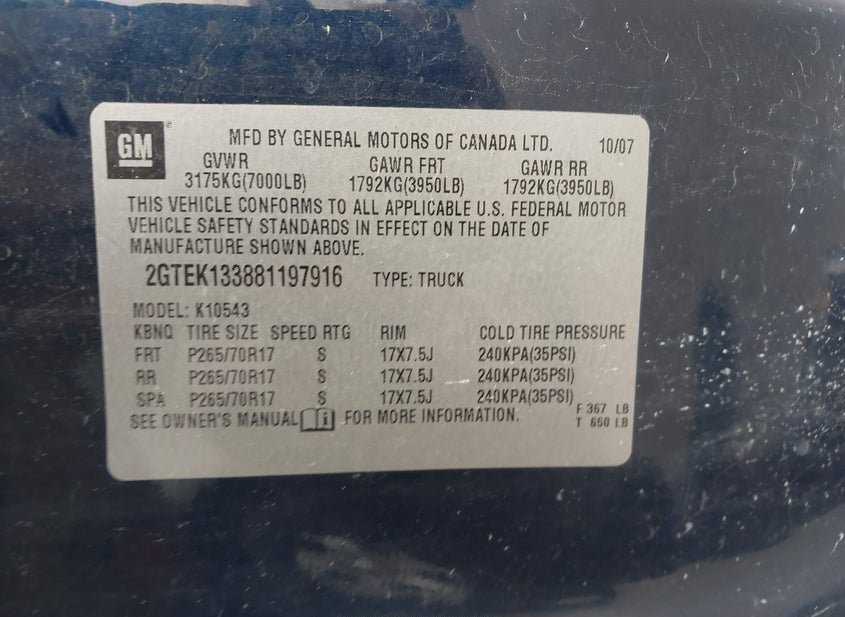 GM MFD BY GENERAL MOTORS OF CANADA LTD. 10/07
GVWR GAWR FRT GAWR RR
3175KG(7000LB) 1792KG(3950LB) 1792KG(3950LB)
THIS VEHICLE CONFORMS TO ALL APPLICABLE U.S. FEDERAL MOTOR
VEHICLE SAFETY STANDARDS IN EFFECT ON THE DATE OF
MANUFACTURE SHOWN ABOVE.
2GTEK133881197916 TYPE: TRUCK
MODEL: K10543
KBNQ TIRE SIZE SPEED RTG RIM COLD TIRE PRESSURE
FRT P265/70R17 S 17X7.5J 240KPA(35PSI)
RR P265/70R17 S 17X7.5J 240KPA(35PSI)
SPA P265/70R17 S 17X7.5J 240KPA(35PSI)
SEE OWNER'S MANUAL i FOR MORE INFORMATION.
F 367 LB
T 650 LB